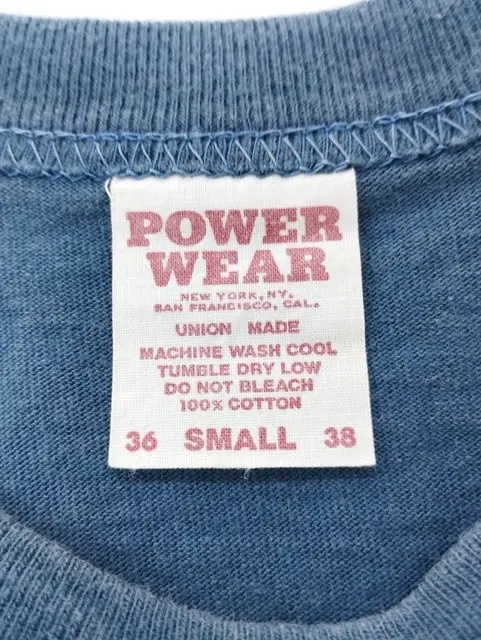 POWER
WEAR
NEW YORK, NY.
SAN FRANCISCO, CAL.
UNION MADE
MACHINE WASH COOL
TUMBLE DRY LOW
DO NOT BLEACH
100% COTTON
36 SMALL 38